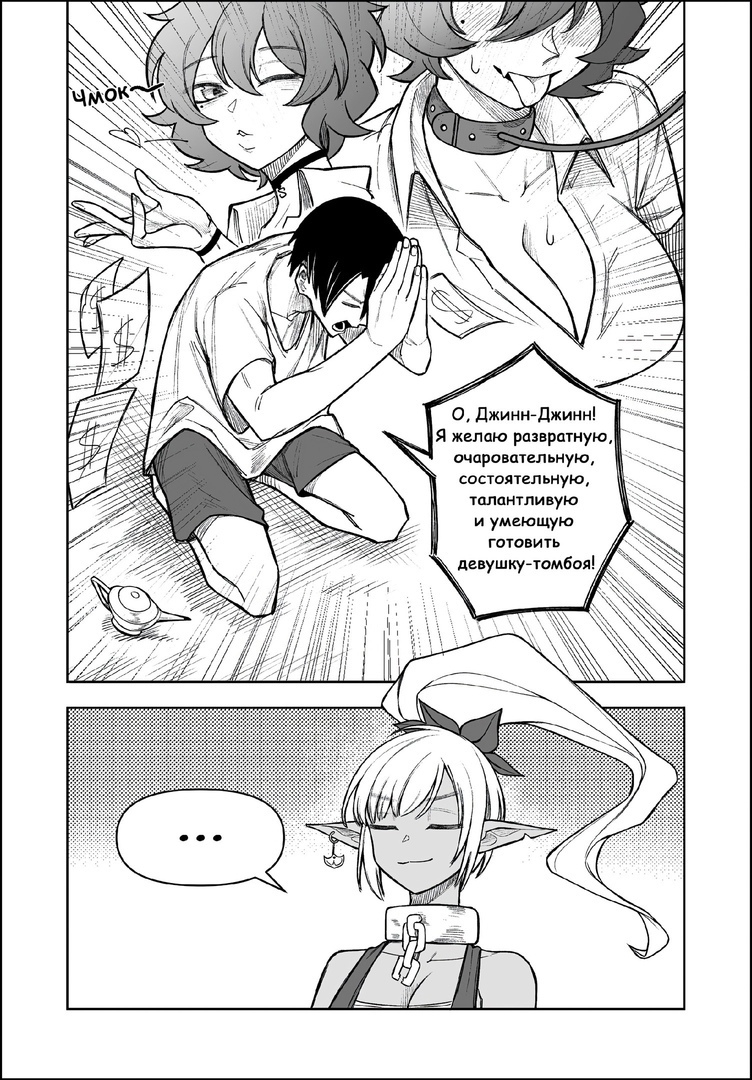 Чмок~
О, Джинн-Джинн!
Я желаю развратную,
очаровательную,
состоятельную,
талантливую
и умеющую
готовить
девушку-томбоя!
$
$
$
$
$
...